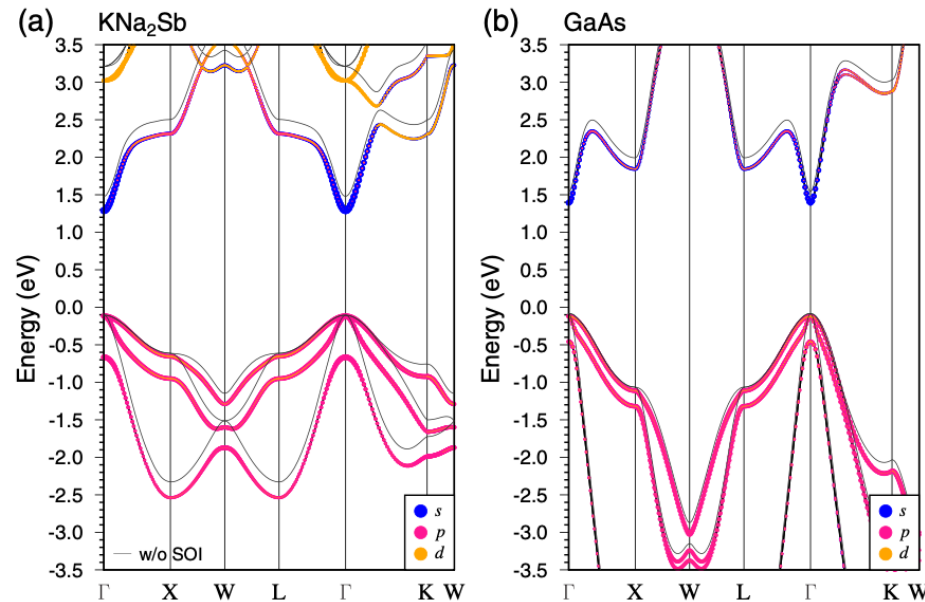 (a) KNa₂Sb
Energy (eV)
3.5
3.0
2.5
2.0
1.5
1.0
0.5
0.0
-0.5
-1.0
-1.5
-2.0
-2.5
-3.0
-3.5
s
p
d
w/o SOI
Γ X W L Γ K W
(b) GaAs
Energy (eV)
3.5
3.0
2.5
2.0
1.5
1.0
0.5
0.0
-0.5
-1.0
-1.5
-2.0
-2.5
-3.0
-3.5
s
p
d
Γ X W L Γ K W